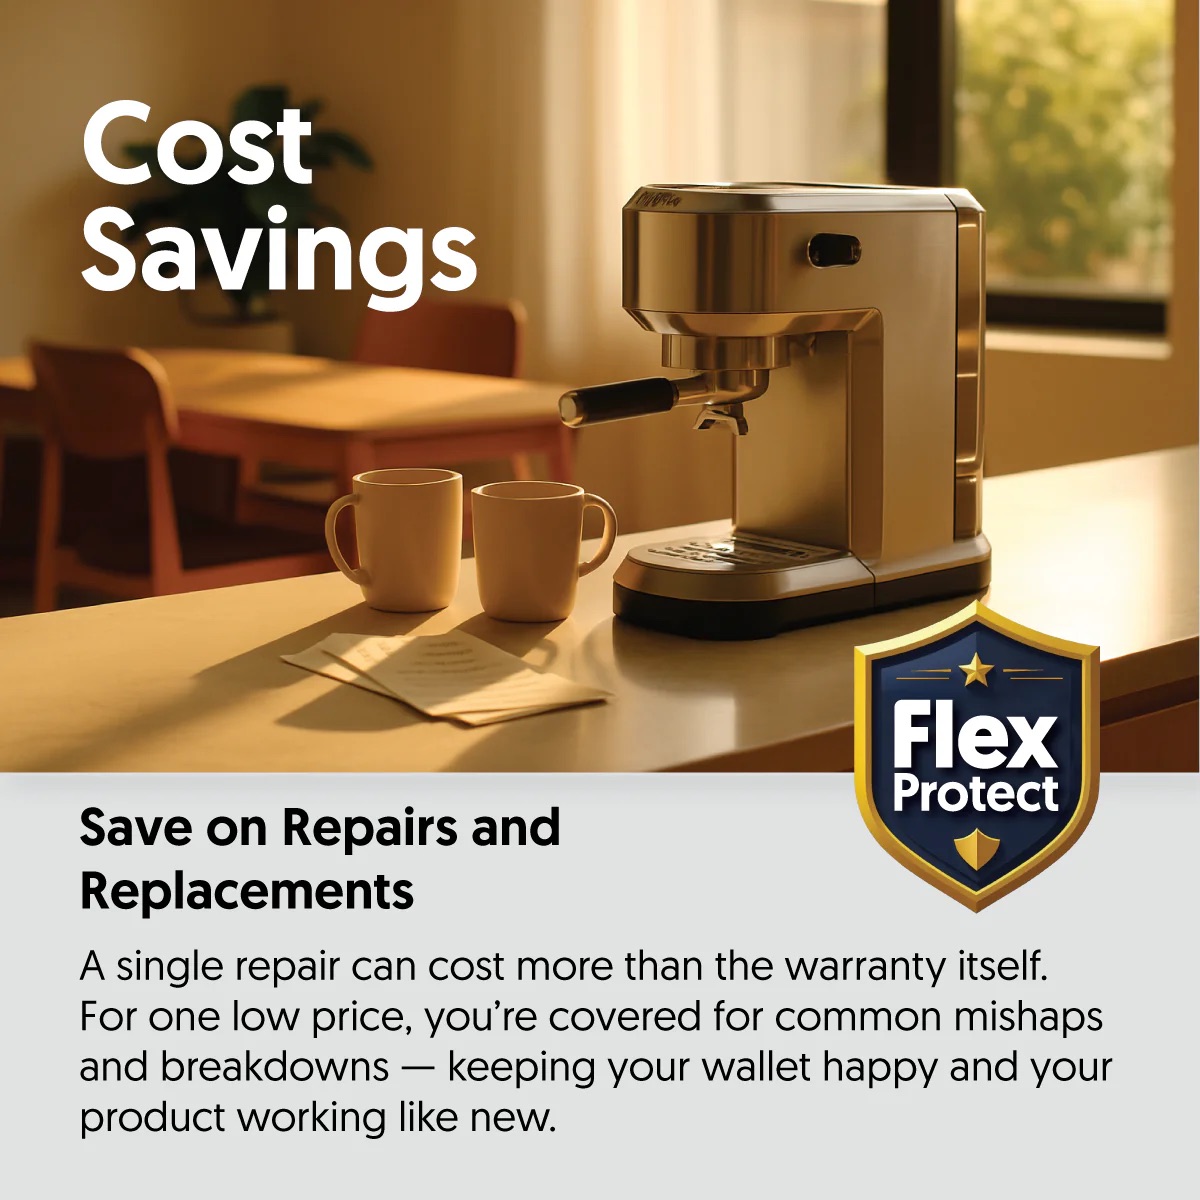 Cost
Savings
Flex
Protect
Save on Repairs and
Replacements
A single repair can cost more than the warranty itself.
For one low price, you’re covered for common mishaps
and breakdowns — keeping your wallet happy and your
product working like new.